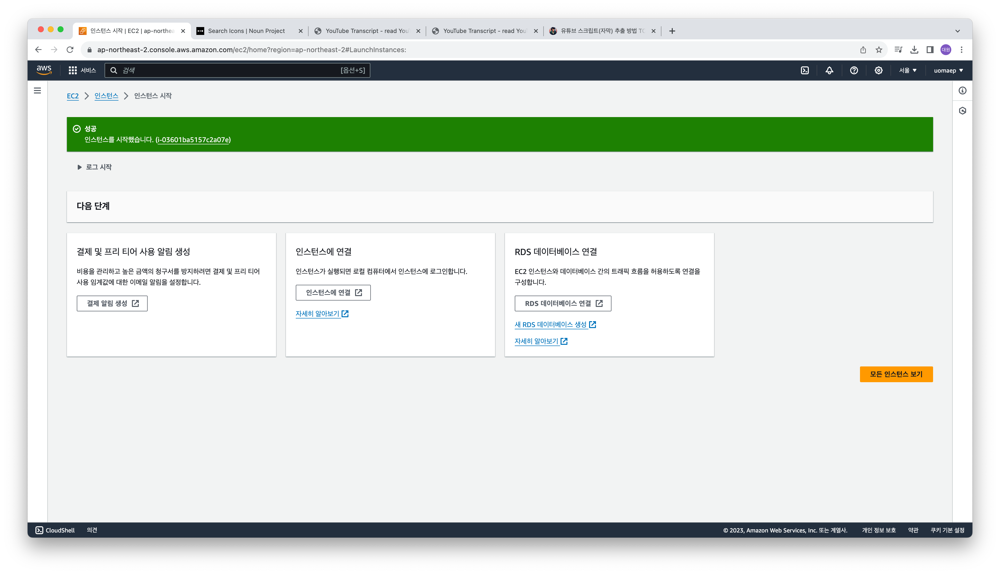 인스턴스 시작 | EC2 | ap-northea
Search Icons | Noun Project
YouTube Transcript - read You
YouTube Transcript - read You
유튜브 스크립트(자막) 추출 방법 TO
ap-northeast-2.console.aws.amazon.com/ec2/home?region=ap-northeast-2#LaunchInstances:
대원
aws
서비스
검색
[옵션+S]
서울
uomaep
EC2
인스턴스
인스턴스 시작
성공
인스턴스를 시작했습니다. (i-03601ba5157c2a07e)
로그 시작
다음 단계
결제 및 프리 티어 사용 알림 생성
비용을 관리하고 높은 금액의 청구서를 방지하려면 결제 및 프리 티어
사용 임계값에 대한 이메일 알림을 설정합니다.
결제 알림 생성
인스턴스에 연결
인스턴스가 실행되면 로컬 컴퓨터에서 인스턴스에 로그인합니다.
인스턴스에 연결
자세히 알아보기
RDS 데이터베이스 연결
EC2 인스턴스와 데이터베이스 간의 트래픽 흐름을 허용하도록 연결을
구성합니다.
RDS 데이터베이스 연결
새 RDS 데이터베이스 생성
자세히 알아보기
모든 인스턴스 보기
CloudShell
의견
© 2023, Amazon Web Services, Inc. 또는 계열사.
개인 정보 보호
약관
쿠키 기본 설정